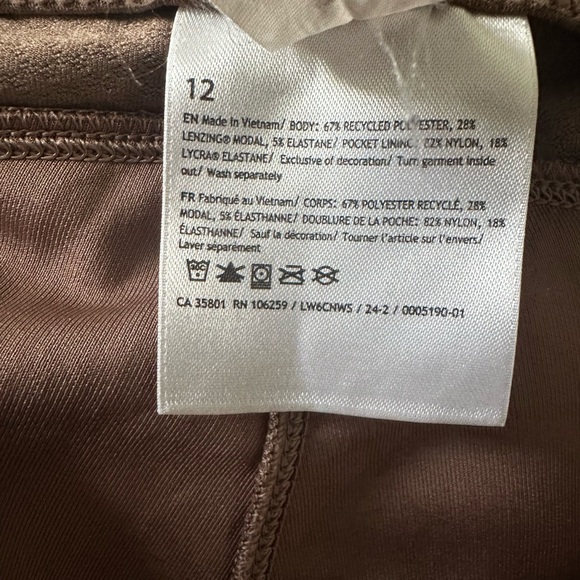 12
EN Made in Vietnam/ BODY: 67% RECYCLED POLYESTER, 28%
LENZING® MODAL, 5% ELASTANE/ POCKET LINING: 82% NYLON, 18%
LYCRA® ELASTANE/ Exclusive of decoration/ Turn garment inside
out/ Wash separately
FR Fabriqué au Vietnam/ CORPS: 67% POLYESTER RECYCLÉ, 28%
MODAL, 5% ÉLASTHANNE/ DOUBLURE DE LA POCHE: 82% NYLON, 18%
ÉLASTHANNE/ Sauf la décoration/ Tourner l'article sur l'envers/
Laver séparément
CA 35801 RN 106259 / LW6CNWS / 24-2 / 0005190-01